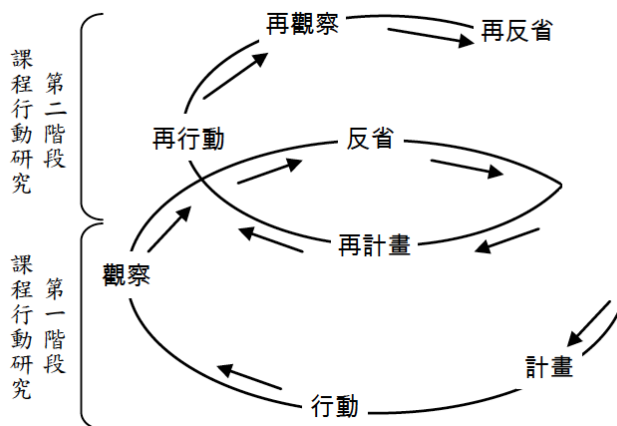 再觀察
再反省
第二階段
課程行動研究
再行動
反省
再計畫
觀察
第一階段
課程行動研究
計畫
行動